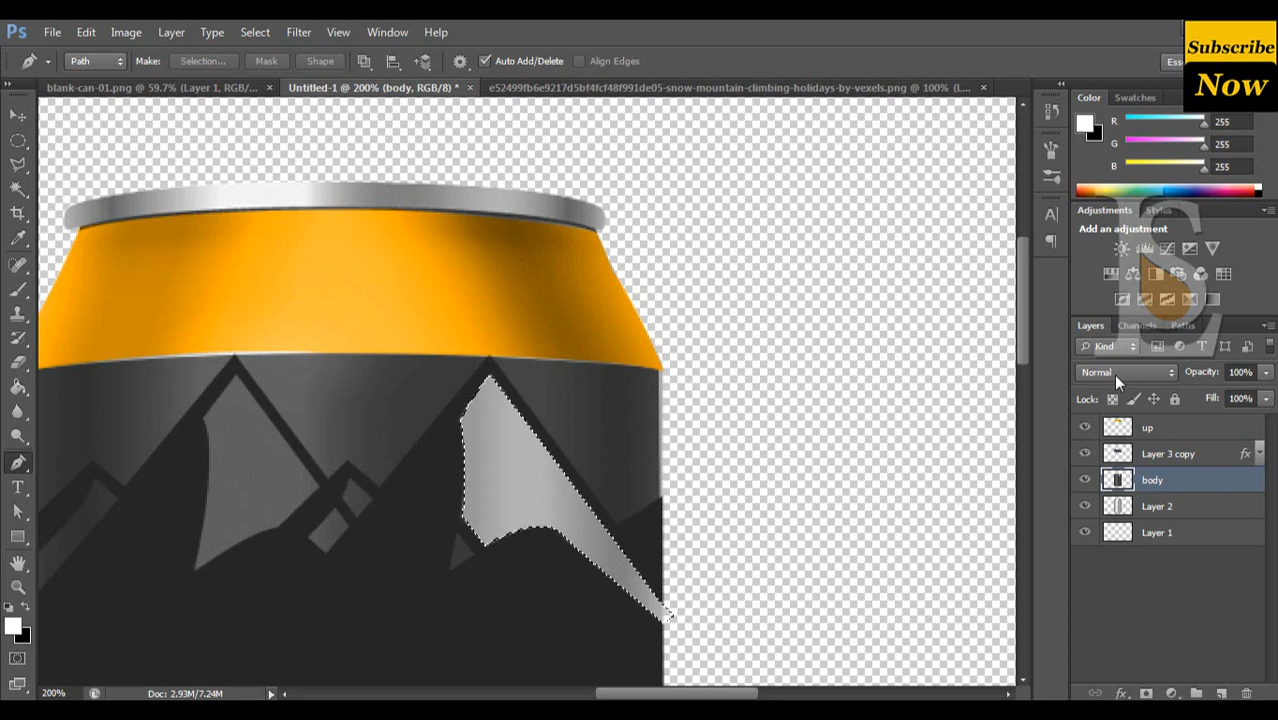 Ps File Edit Image Layer Type Select Filter View Window Help
Subscribe
Now
Path Make: Selection... Mask Shape Auto Add/Delete Align Edges Ess
blank-can-01.png @ 59.7% (Layer 1, RGB/... × Untitled-1 @ 200% (body, RGB/8) * × e52499fb6e9217d5bf4fcf48f991de05-snow-mountain-climbing-holidays-by-vexels.png @ 100% (L... ×
Color Swatches
R 255
G 255
B 255
Adjustments Styles
Add an adjustment
LS
Layers Channels Paths
Kind T
Normal Opacity: 100%
Lock: Fill: 100%
up
Layer 3 copy fx
body
Layer 2
Layer 1
200% Doc: 2.93M/7.24M fx